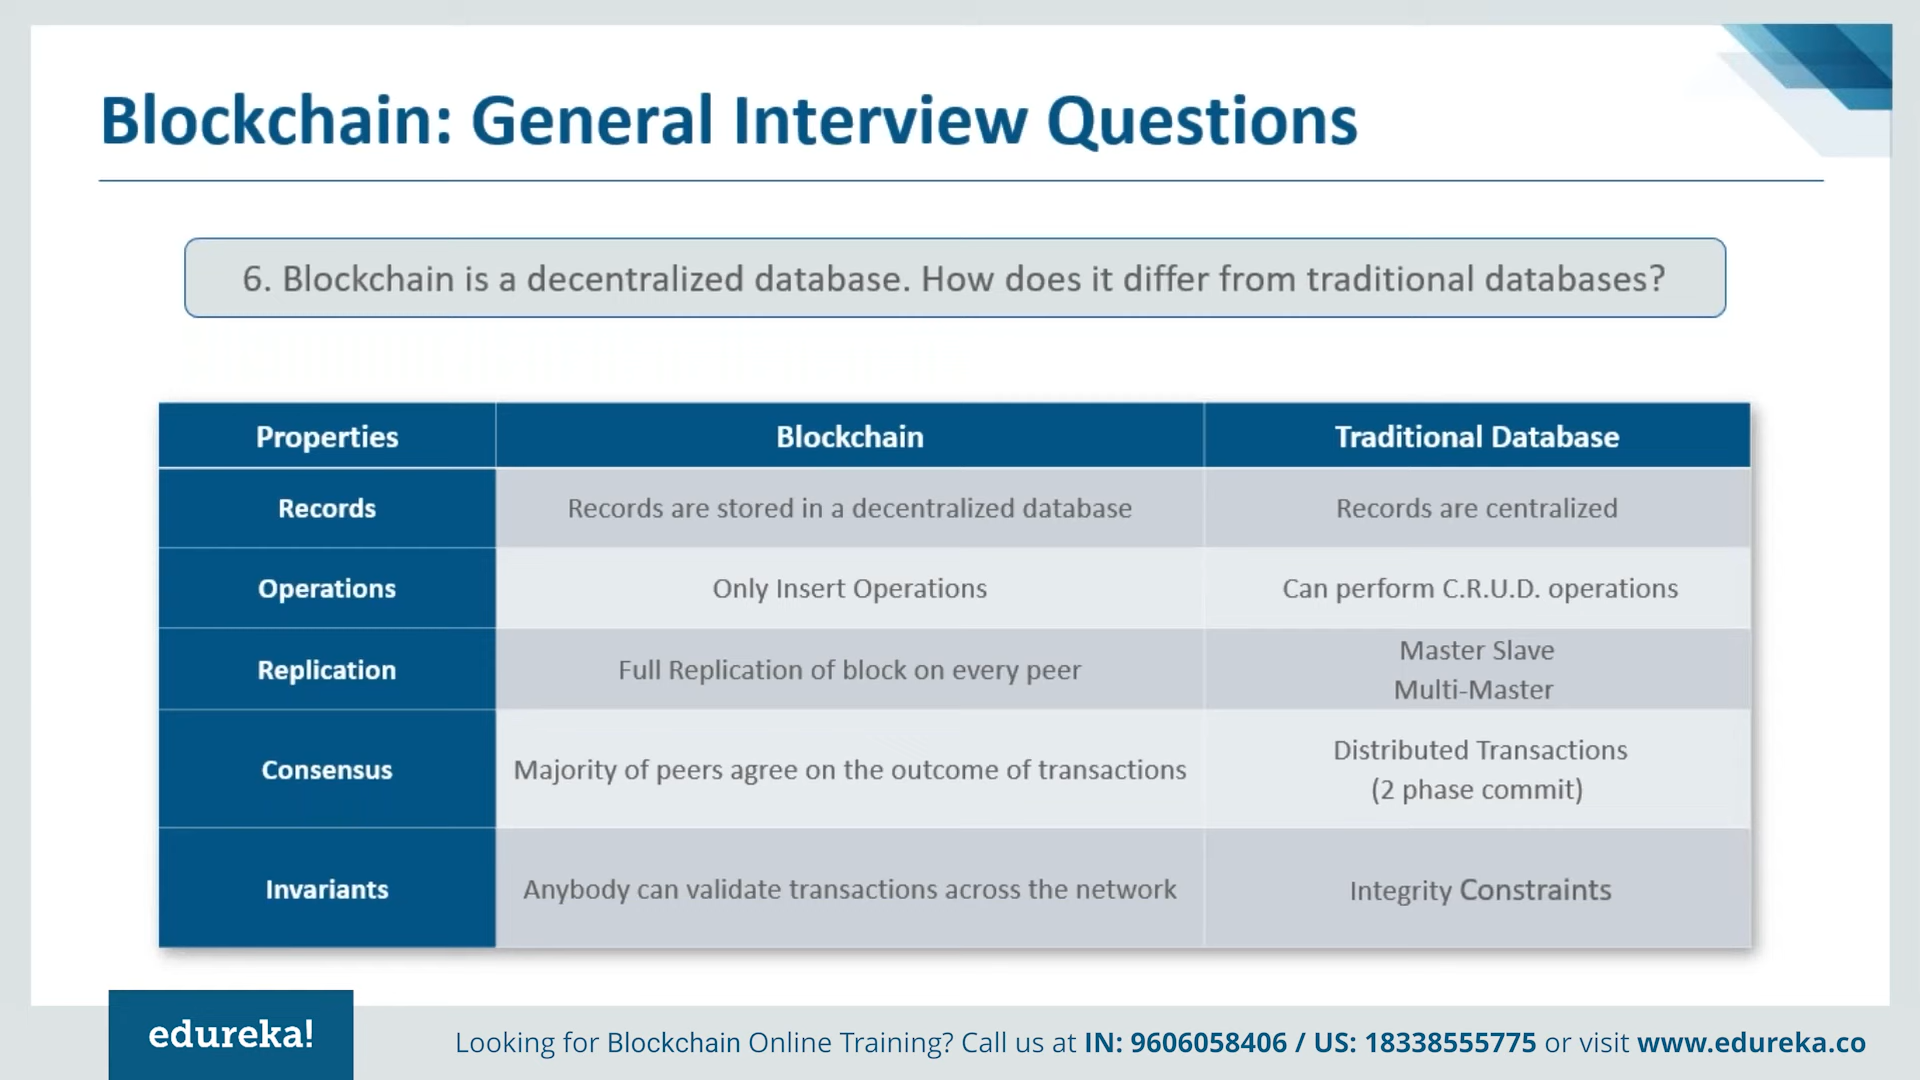 Blockchain: General Interview Questions
6. Blockchain is a decentralized database. How does it differ from traditional databases?
Properties Blockchain Traditional Database
Records Records are stored in a decentralized database Records are centralized
Operations Only Insert Operations Can perform C.R.U.D. operations
Replication Full Replication of block on every peer Master Slave
Multi-Master
Consensus Majority of peers agree on the outcome of transactions Distributed Transactions
(2 phase commit)
Invariants Anybody can validate transactions across the network Integrity Constraints
edureka!
Looking for Blockchain Online Training? Call us at IN: 9606058406 / US: 18338555775 or visit www.edureka.co